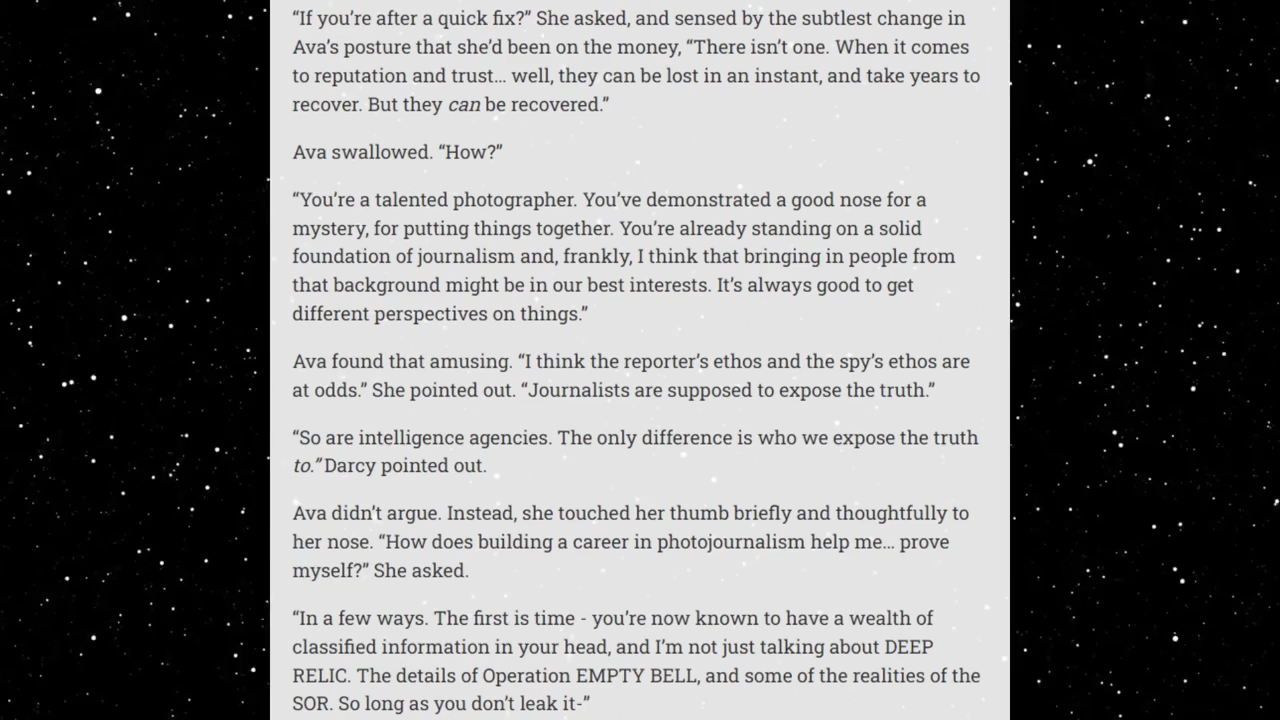 “If you’re after a quick fix?” She asked, and sensed by the subtlest change in
Ava’s posture that she’d been on the money, “There isn’t one. When it comes
to reputation and trust… well, they can be lost in an instant, and take years to
recover. But they can be recovered.”
Ava swallowed. “How?”
“You’re a talented photographer. You’ve demonstrated a good nose for a
mystery, for putting things together. You’re already standing on a solid
foundation of journalism and, frankly, I think that bringing in people from
that background might be in our best interests. It’s always good to get
different perspectives on things.”
Ava found that amusing. “I think the reporter’s ethos and the spy’s ethos are
at odds.” She pointed out. “Journalists are supposed to expose the truth.”
“So are intelligence agencies. The only difference is who we expose the truth
to.” Darcy pointed out.
Ava didn’t argue. Instead, she touched her thumb briefly and thoughtfully to
her nose. “How does building a career in photojournalism help me… prove
myself?” She asked.
“In a few ways. The first is time - you’re now known to have a wealth of
classified information in your head, and I’m not just talking about DEEP
RELIC. The details of Operation EMPTY BELL, and some of the realities of the
SOR. So long as you don’t leak it-”